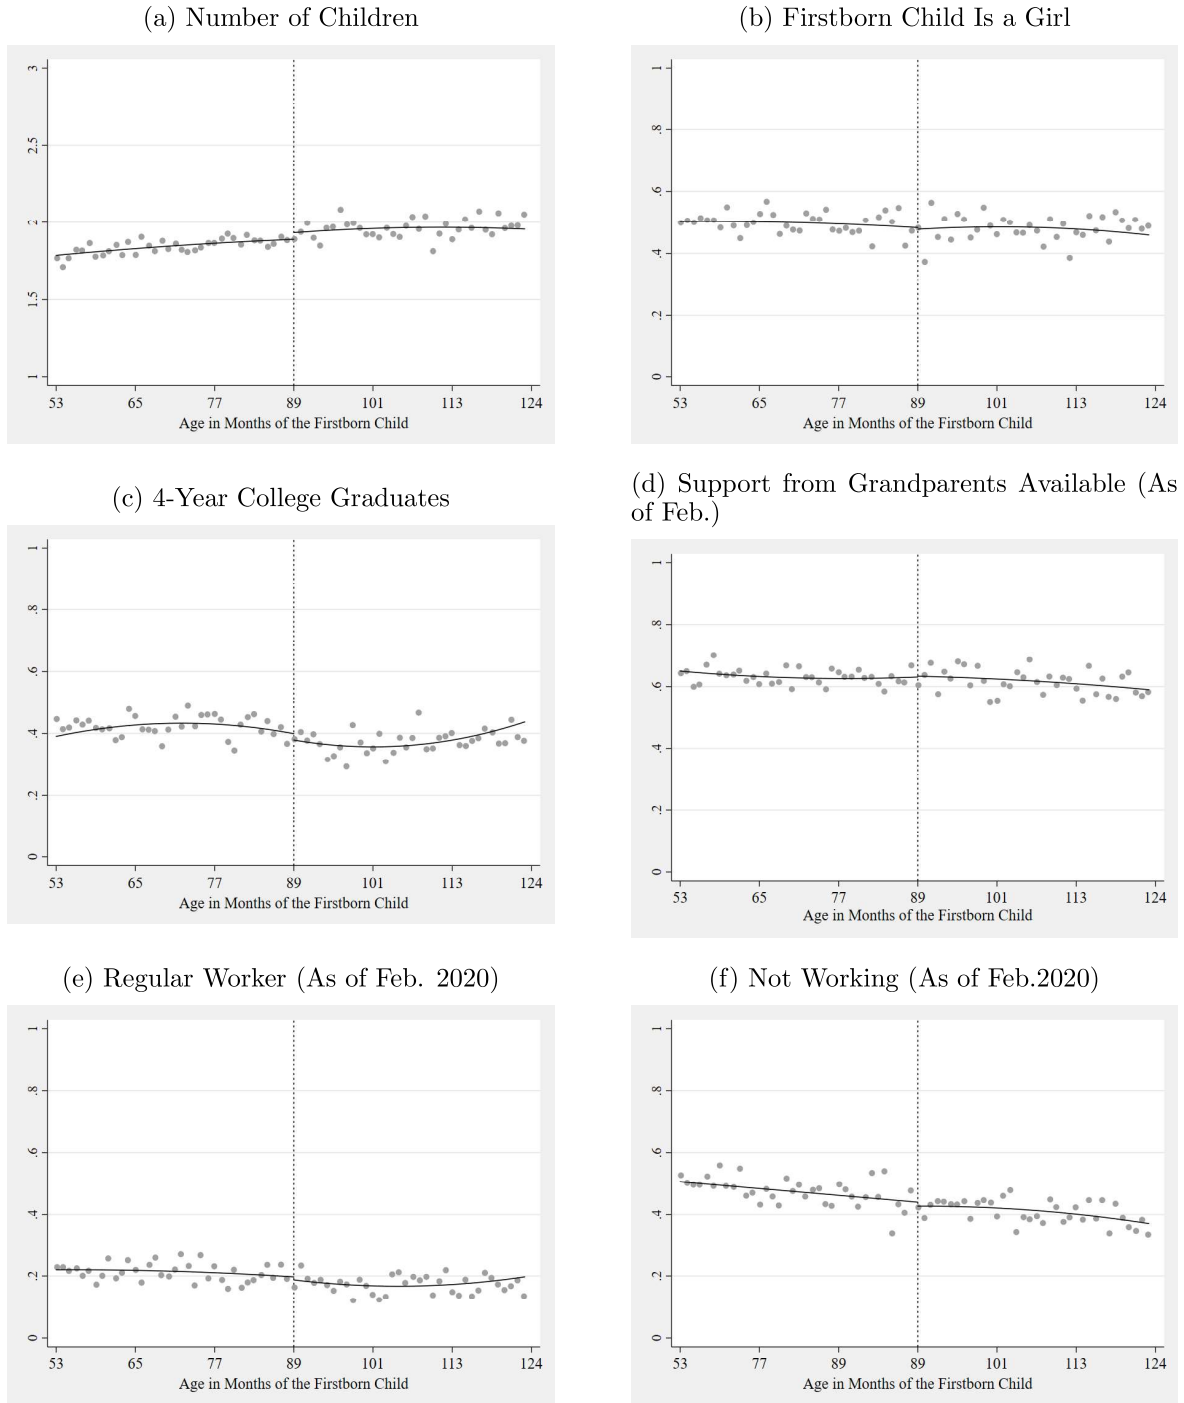 (a) Number of Children
3
2.5
2
1.5
1
53 65 77 89 101 113 124
Age in Months of the Firstborn Child
(b) Firstborn Child Is a Girl
1
.8
.6
.4
.2
0
53 65 77 89 101 113 124
Age in Months of the Firstborn Child
(c) 4-Year College Graduates
1
.8
.6
.4
.2
0
53 65 77 89 101 113 124
Age in Months of the Firstborn Child
(d) Support from Grandparents Available (As
of Feb.)
1
.8
.6
.4
.2
0
53 65 77 89 101 113 124
Age in Months of the Firstborn Child
(e) Regular Worker (As of Feb. 2020)
1
.8
.6
.4
.2
0
53 65 77 89 101 113 124
Age in Months of the Firstborn Child
(f) Not Working (As of Feb.2020)
1
.8
.6
.4
.2
0
53 77 89 89 101 113 124
Age in Months of the Firstborn Child